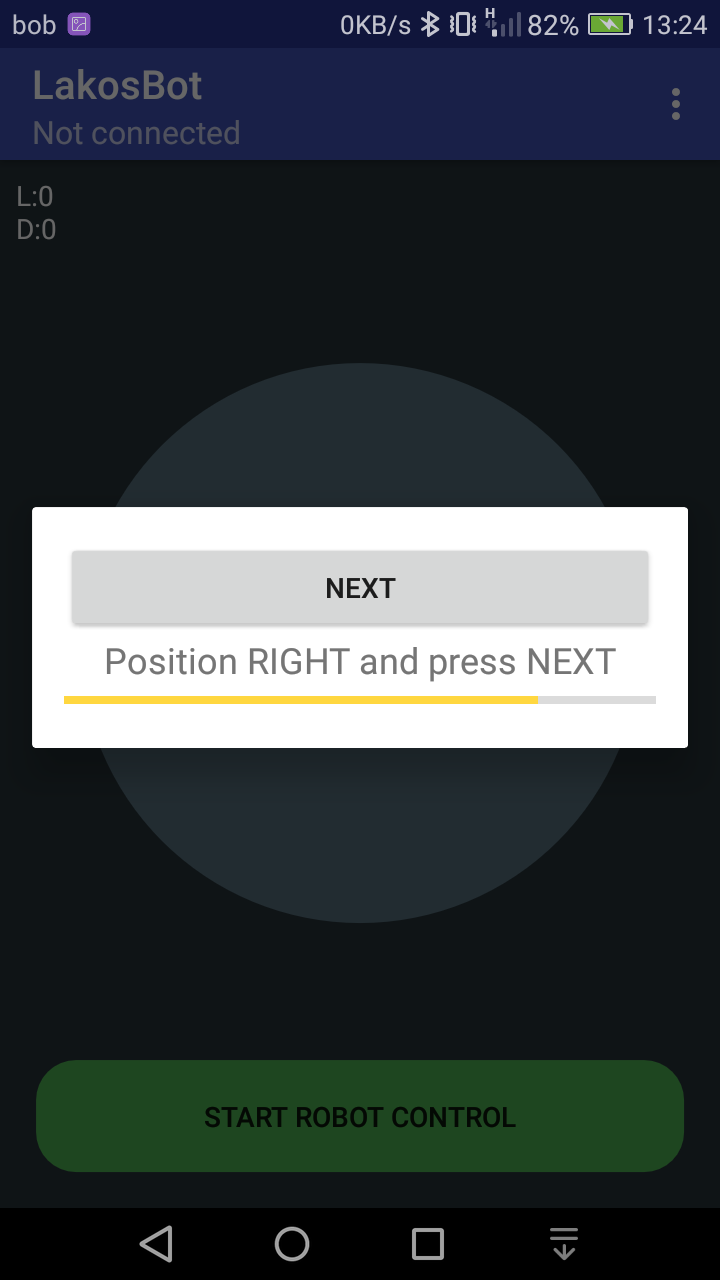 bob 0KB/s H 82% 13:24
LakosBot
Not connected
L:0
D:0
NEXT
Position RIGHT and press NEXT
START ROBOT CONTROL